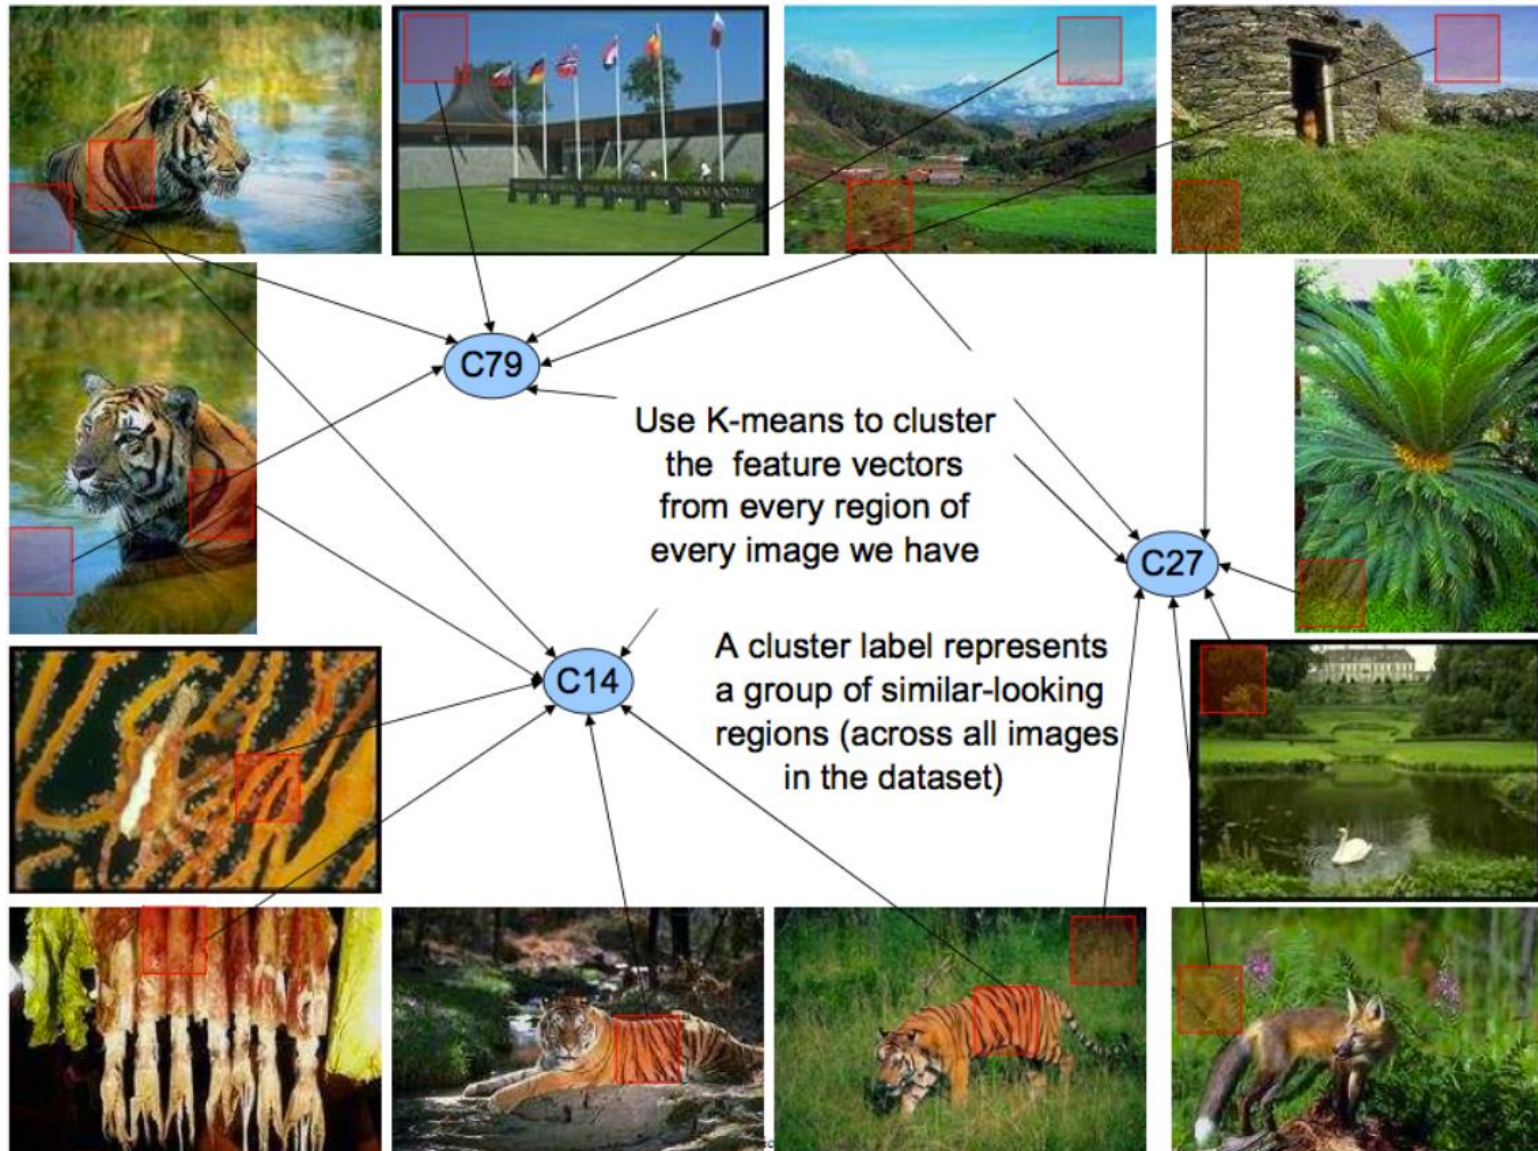 C79
Use K-means to cluster
the feature vectors
from every region of
every image we have
C27
A cluster label represents
a group of similar-looking
regions (across all images
in the dataset)
C14